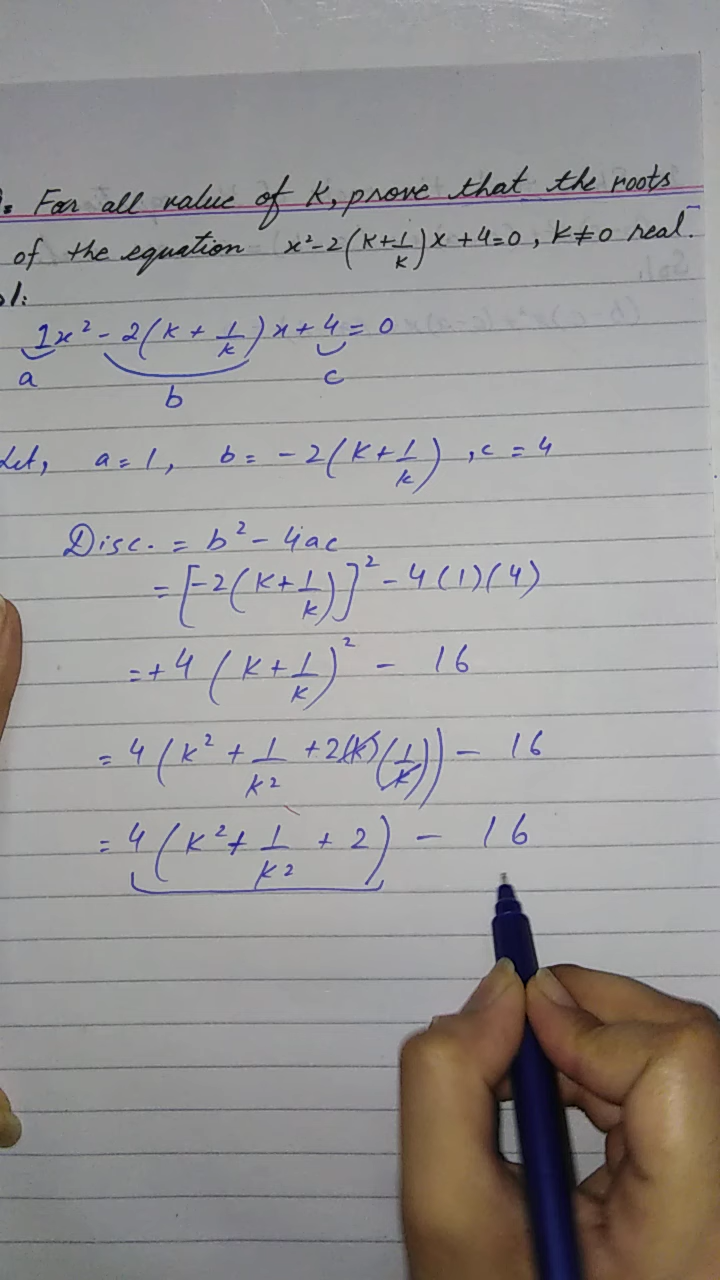 . For all value of K, prove that the roots
of the equation x²-2(K+1/K)x+4=0, K≠0 real.
ol:
1x² - 2(K + 1/K)x + 4 = 0
a b c
Let, a=1, b= -2(K+1/K), c = 4
Disc. = b² - 4ac
= [-2(K+1/K)]² - 4(1)(4)
= +4 (K+1/K)² - 16
= 4(K² + 1/K² + 2(K)(1/K)) - 16
= 4(K² + 1/K² + 2) - 16